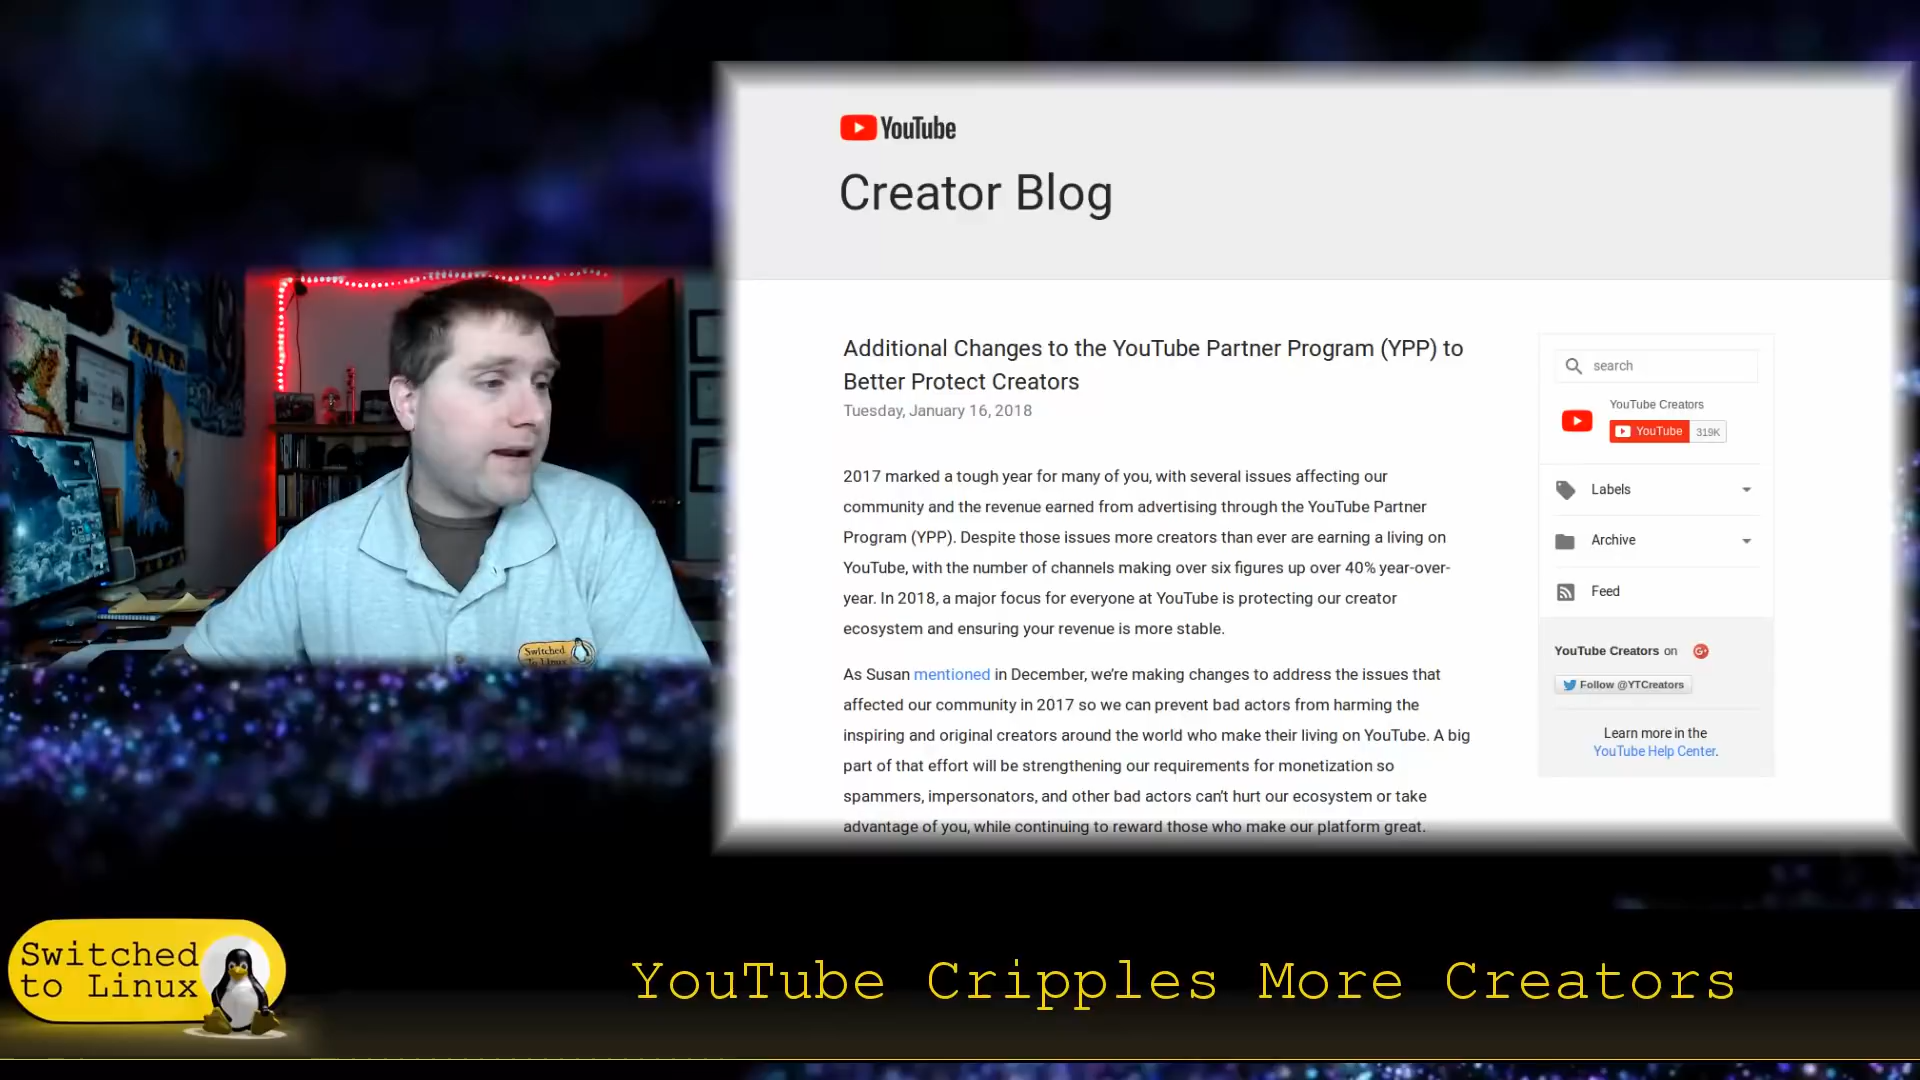 YouTube
Creator Blog
Additional Changes to the YouTube Partner Program (YPP) to
Better Protect Creators
Tuesday, January 16, 2018
2017 marked a tough year for many of you, with several issues affecting our
community and the revenue earned from advertising through the YouTube Partner
Program (YPP). Despite those issues more creators than ever are earning a living on
YouTube, with the number of channels making over six figures up over 40% year-over-
year. In 2018, a major focus for everyone at YouTube is protecting our creator
ecosystem and ensuring your revenue is more stable.
As Susan mentioned in December, we’re making changes to address the issues that
affected our community in 2017 so we can prevent bad actors from harming the
inspiring and original creators around the world who make their living on YouTube. A big
part of that effort will be strengthening our requirements for monetization so
spammers, impersonators, and other bad actors can’t hurt our ecosystem or take
advantage of you, while continuing to reward those who make our platform great.
search
YouTube Creators
YouTube 319K
Labels
Archive
Feed
YouTube Creators on G+
Follow @YTCreators
Learn more in the
YouTube Help Center.
Switched
To Linux
Switched
to Linux
YouTube Cripples More Creators